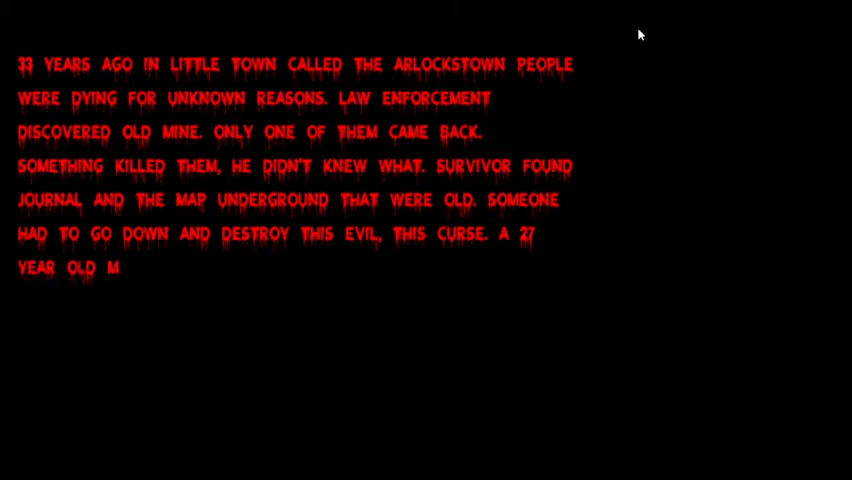 33 YEARS AGO IN LITTLE TOWN CALLED THE ARLOCKSTOWN PEOPLE
WERE DYING FOR UNKNOWN REASONS. LAW ENFORCEMENT
DISCOVERED OLD MINE. ONLY ONE OF THEM CAME BACK.
SOMETHING KILLED THEM, HE DIDN'T KNEW WHAT. SURVIVOR FOUND
JOURNAL AND THE MAP UNDERGROUND THAT WERE OLD. SOMEONE
HAD TO GO DOWN AND DESTROY THIS EVIL, THIS CURSE. A 27
YEAR OLD M